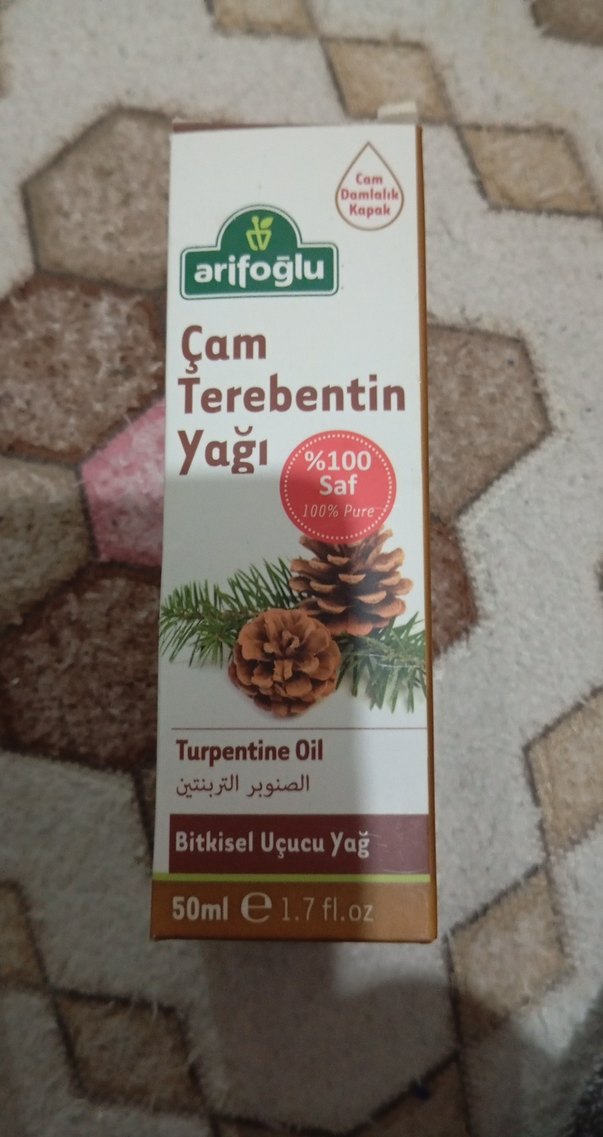 Cam
Damlalık
Kapak
arifoğlu
Çam
Terebentin
Yağı
%100
Saf
100% Pure
Turpentine Oil
الصنوبر التربنتين
Bitkisel Uçucu Yağ
50ml ℮ 1.7 fl.oz